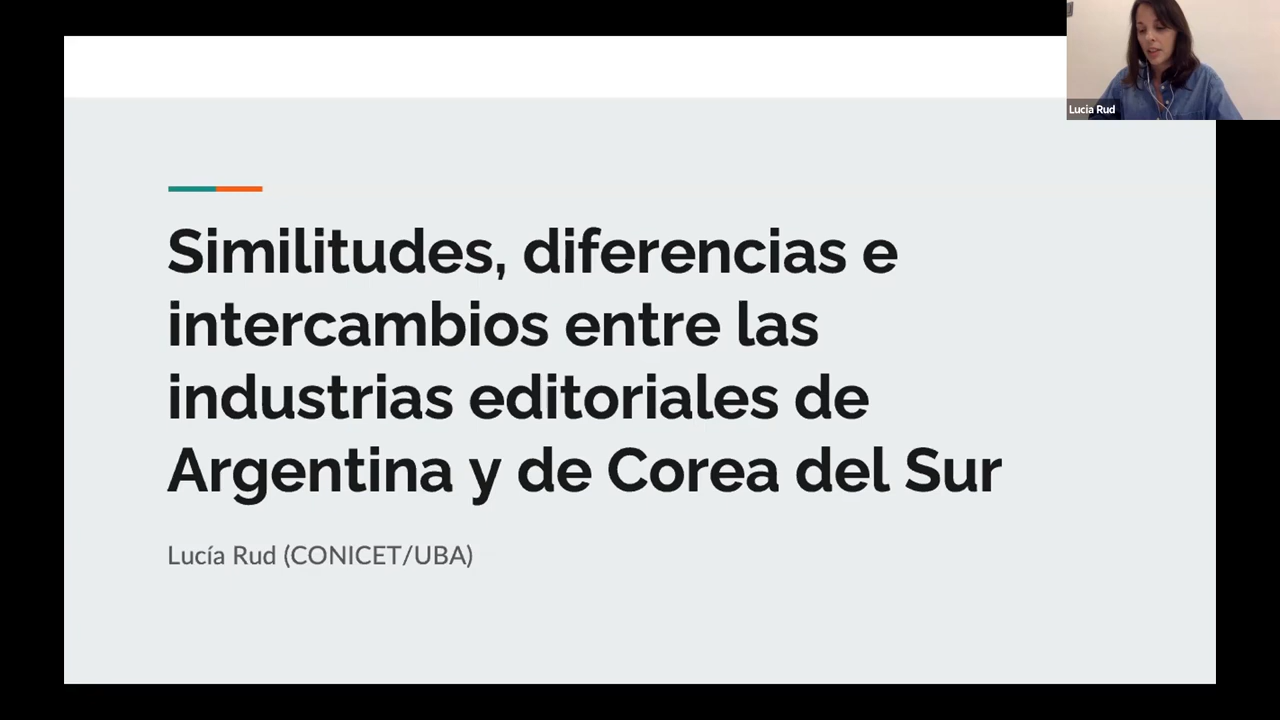 Lucia Rud
Similitudes, diferencias e
intercambios entre las
industrias editoriales de
Argentina y de Corea del Sur
Lucía Rud (CONICET/UBA)